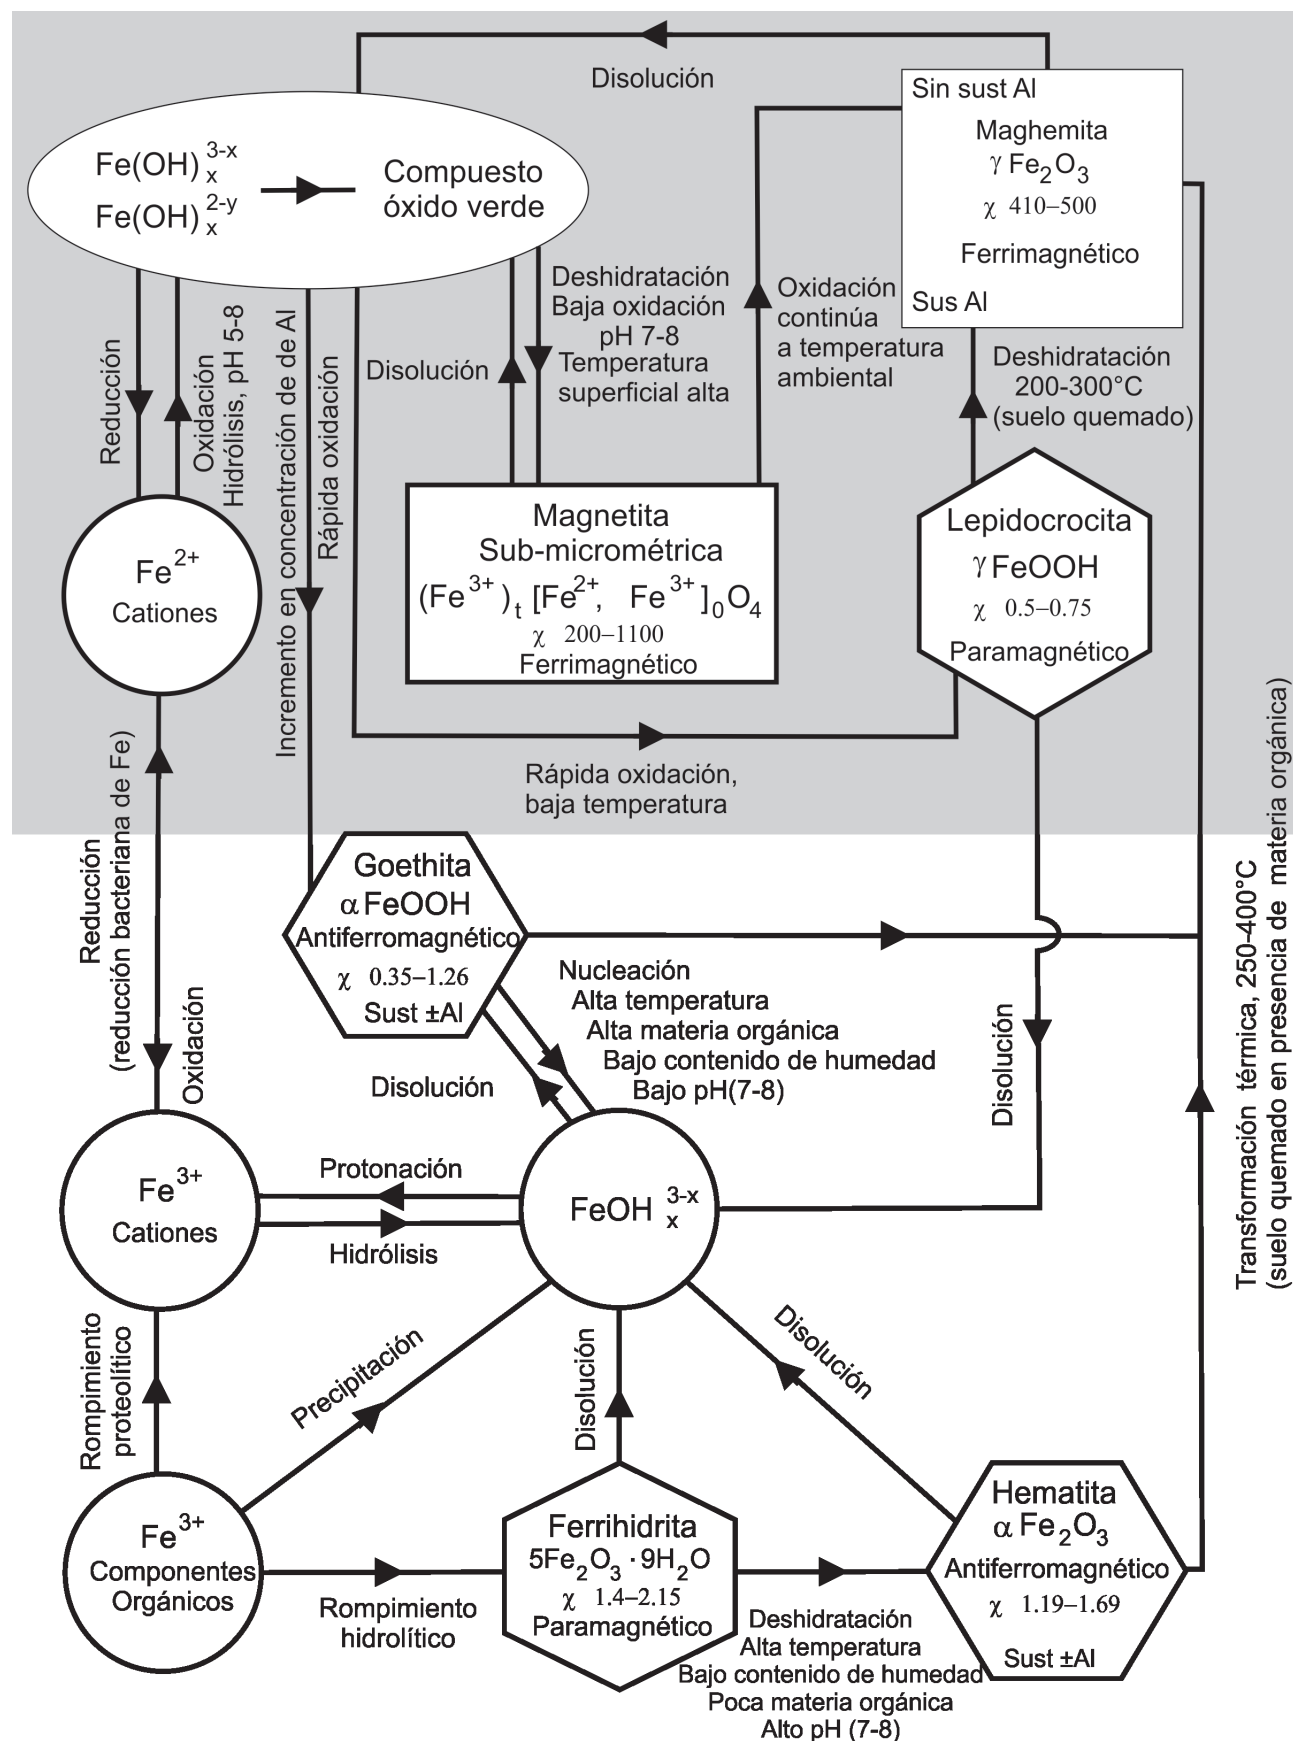 Disolución
Fe(OH) x 3-x
Fe(OH) x 2-y
Compuesto
óxido verde
Sin sust Al
Maghemita
γ Fe2O3
χ 410–500
Ferrimagnético
Sus Al
Reducción
Oxidación
Hidrólisis, pH 5-8
Incremento en concentración de de Al
Rápida oxidación
Disolución
Deshidratación
Baja oxidación
pH 7-8
Temperatura
superficial alta
Oxidación
continúa
a temperatura
ambiental
Deshidratación
200-300°C
(suelo quemado)
Fe2+
Cationes
Magnetita
Sub-micrométrica
(Fe3+)t [Fe2+, Fe3+]0O4
χ 200–1100
Ferrimagnético
Lepidocrocita
γ FeOOH
χ 0.5–0.75
Paramagnético
Rápida oxidación,
baja temperatura
Reducción
(reducción bacteriana de Fe)
Oxidación
Goethita
α FeOOH
Antiferromagnético
χ 0.35–1.26
Sust ±Al
Nucleación
Alta temperatura
Alta materia orgánica
Bajo contenido de humedad
Bajo pH(7-8)
Disolución
Disolución
Transformación térmica, 250-400°C
(suelo quemado en presencia de materia orgánica)
Fe3+
Cationes
Protonación
Hidrólisis
FeOH x 3-x
Rompimiento
proteolítico
Precipitación
Disolución
Disolución
Fe3+
Componentes
Orgánicos
Rompimiento
hidrolítico
Ferrihidrita
5Fe2O3 · 9H2O
χ 1.4–2.15
Paramagnético
Deshidratación
Alta temperatura
Bajo contenido de humedad
Poca materia orgánica
Alto pH (7-8)
Hematita
α Fe2O3
Antiferromagnético
χ 1.19–1.69
Sust ±Al